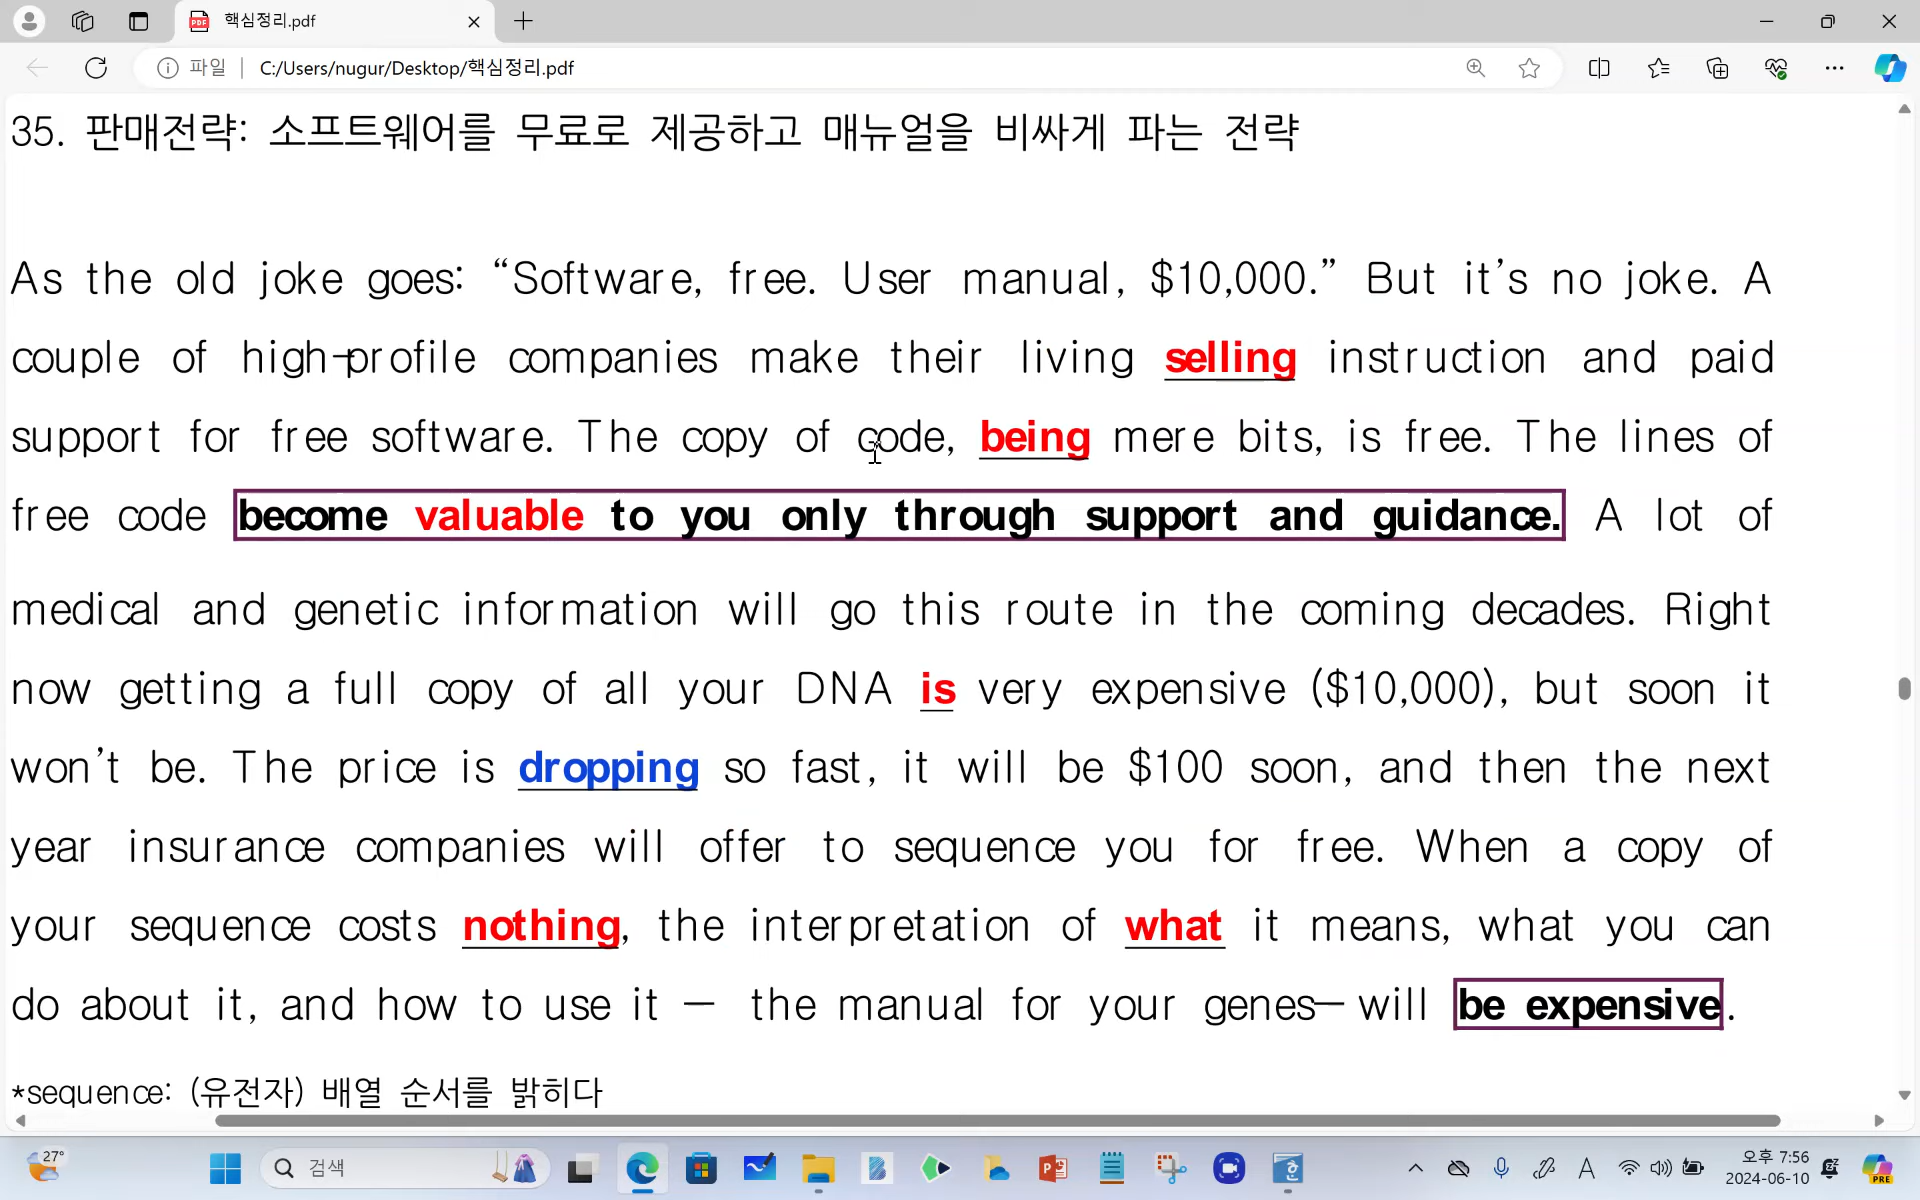 핵심정리.pdf
파일
C:/Users/nugur/Desktop/핵심정리.pdf
35. 판매전략: 소프트웨어를 무료로 제공하고 매뉴얼을 비싸게 파는 전략
As the old joke goes: “Software, free. User manual, $10,000.” But it’s no joke. A
couple of high-profile companies make their living selling instruction and paid
support for free software. The copy of code, being mere bits, is free. The lines of
free code become valuable to you only through support and guidance. A lot of
medical and genetic information will go this route in the coming decades. Right
now getting a full copy of all your DNA is very expensive ($10,000), but soon it
won’t be. The price is dropping so fast, it will be $100 soon, and then the next
year insurance companies will offer to sequence you for free. When a copy of
your sequence costs nothing, the interpretation of what it means, what you can
do about it, and how to use it — the manual for your genes— will be expensive.
*sequence: (유전자) 배열 순서를 밝히다
27°
검색
A
오후 7:56
2024-06-10
PRE